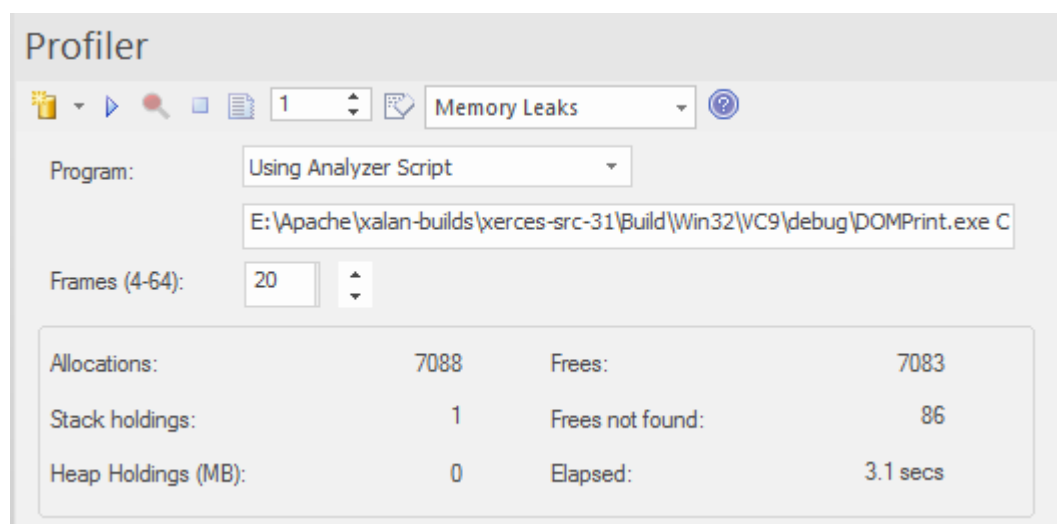 Profiler
1 Memory Leaks ?
Program: Using Analyzer Script
E:\Apache\xalan-builds\xerces-src-31\Build\Win32\VC9\debug\DOMPrint.exe C
Frames (4-64): 20
Allocations: 7088 Frees: 7083
Stack holdings: 1 Frees not found: 86
Heap Holdings (MB): 0 Elapsed: 3.1 secs